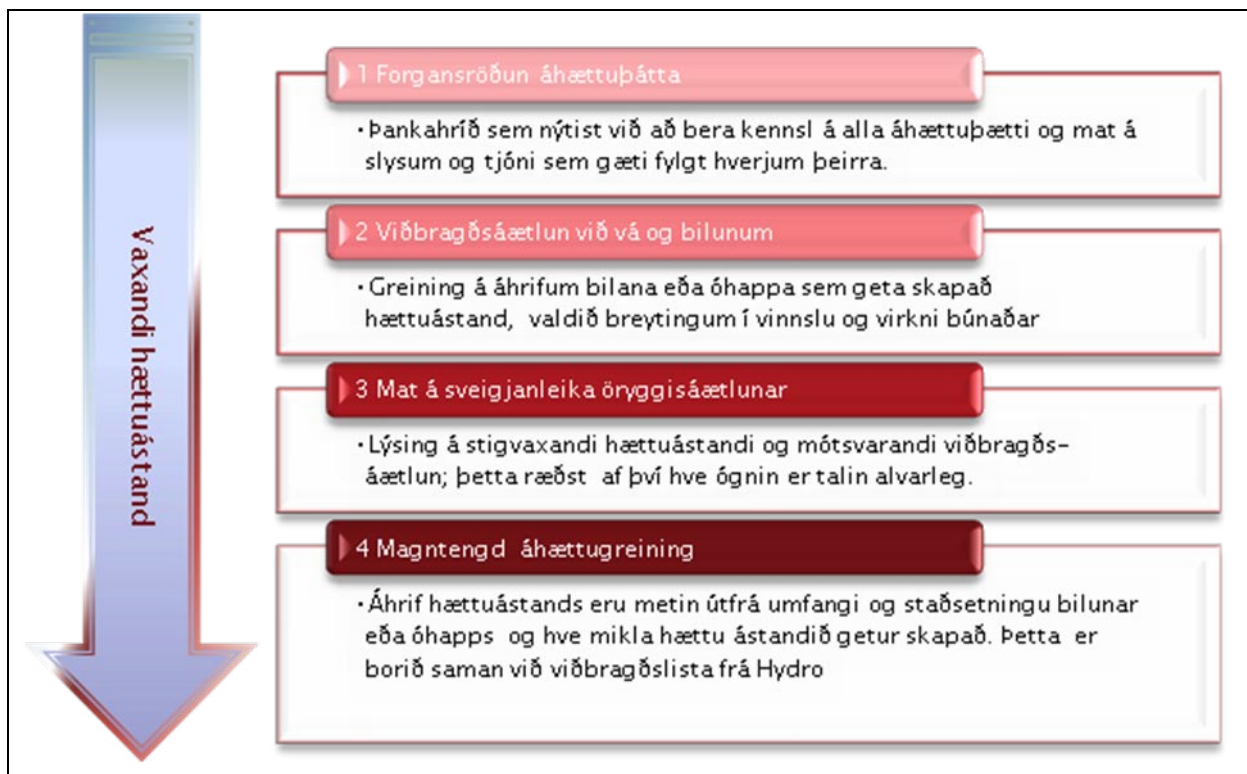 Vaxandi hættuástand
1 Forgansröðun áhættuþátta
· Þankahríð sem nýtist við að bera kennsl á alla áhættuþætti og mat á
slysum og tjóni sem gæti fylgt hverjum þeirra.
2 Viðbragðsáætlun við vá og bilunum
· Greining á áhrifum bilana eða óhappa sem geta skapað
hættuástand, valdið breytingum í vinnslu og virkni búnaðar
3 Mat á sveigjanleika öryggisáætlunar
· Lýsing á stigvaxandi hættuástandi og mótsvarandi viðbragðs–
áætlun; þetta ræðst af því hve ógnin er talin alvarleg.
4 Magntengd áhættugreining
· Áhrif hættuástands eru metin útfrá umfangi og staðsetningu bilunar
eða óhapps og hve mikla hættu ástandið getur skapað. Þetta er
borið saman við viðbragðslista frá Hydro